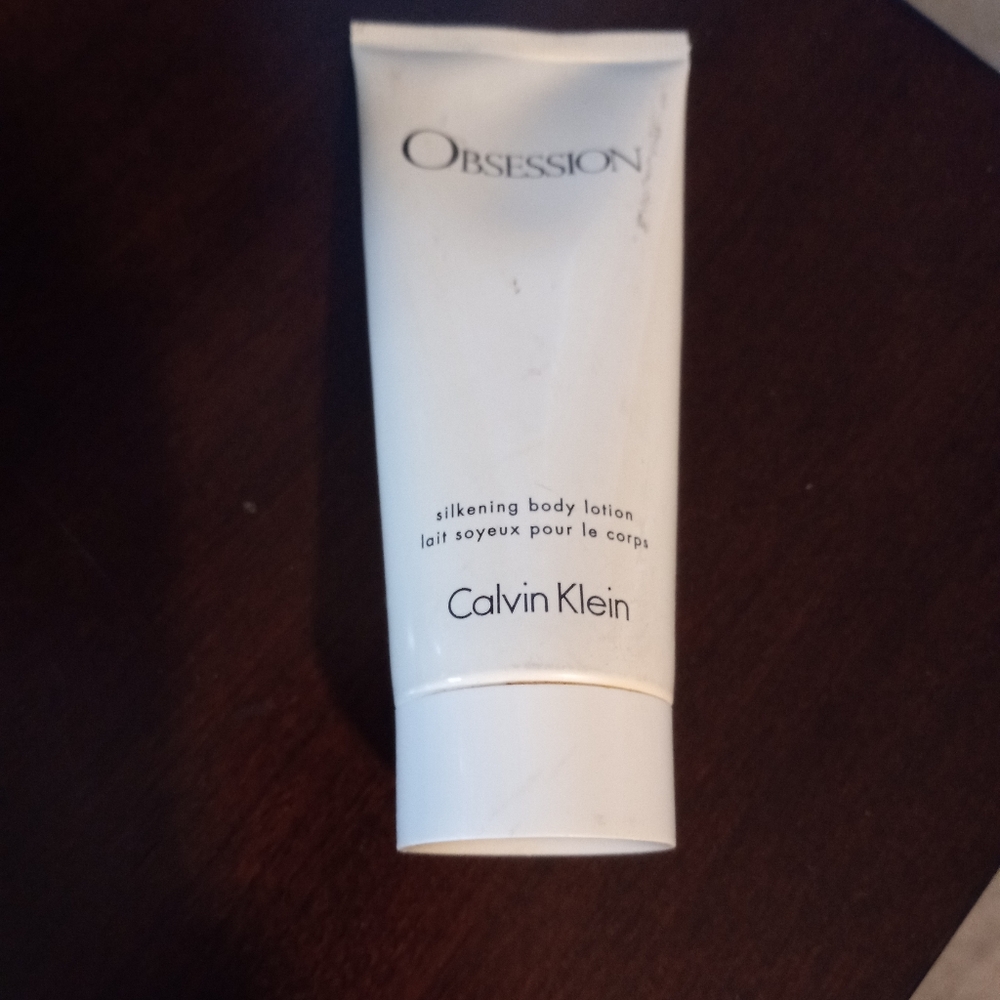 OBSESSION
silkening body lotion
lait soyeux pour le corps
Calvin Klein